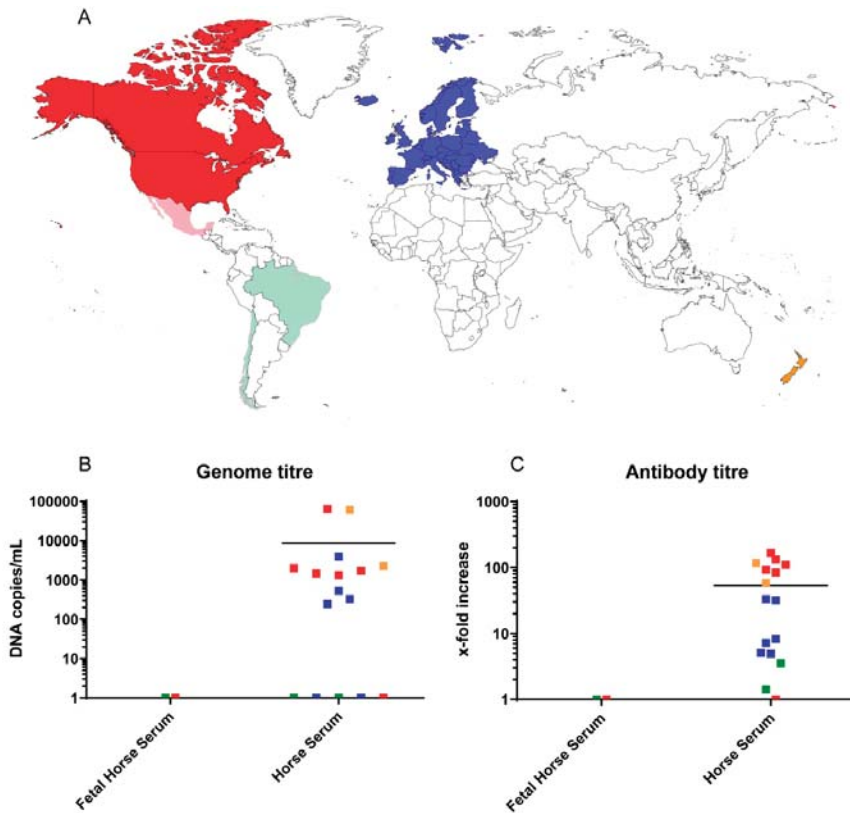 A
B
Genome titre
DNA copies/mL
100000
10000
1000
100
10
1
Fetal Horse Serum
Horse Serum
C
Antibody titre
x-fold increase
1000
100
10
1
Fetal Horse Serum
Horse Serum